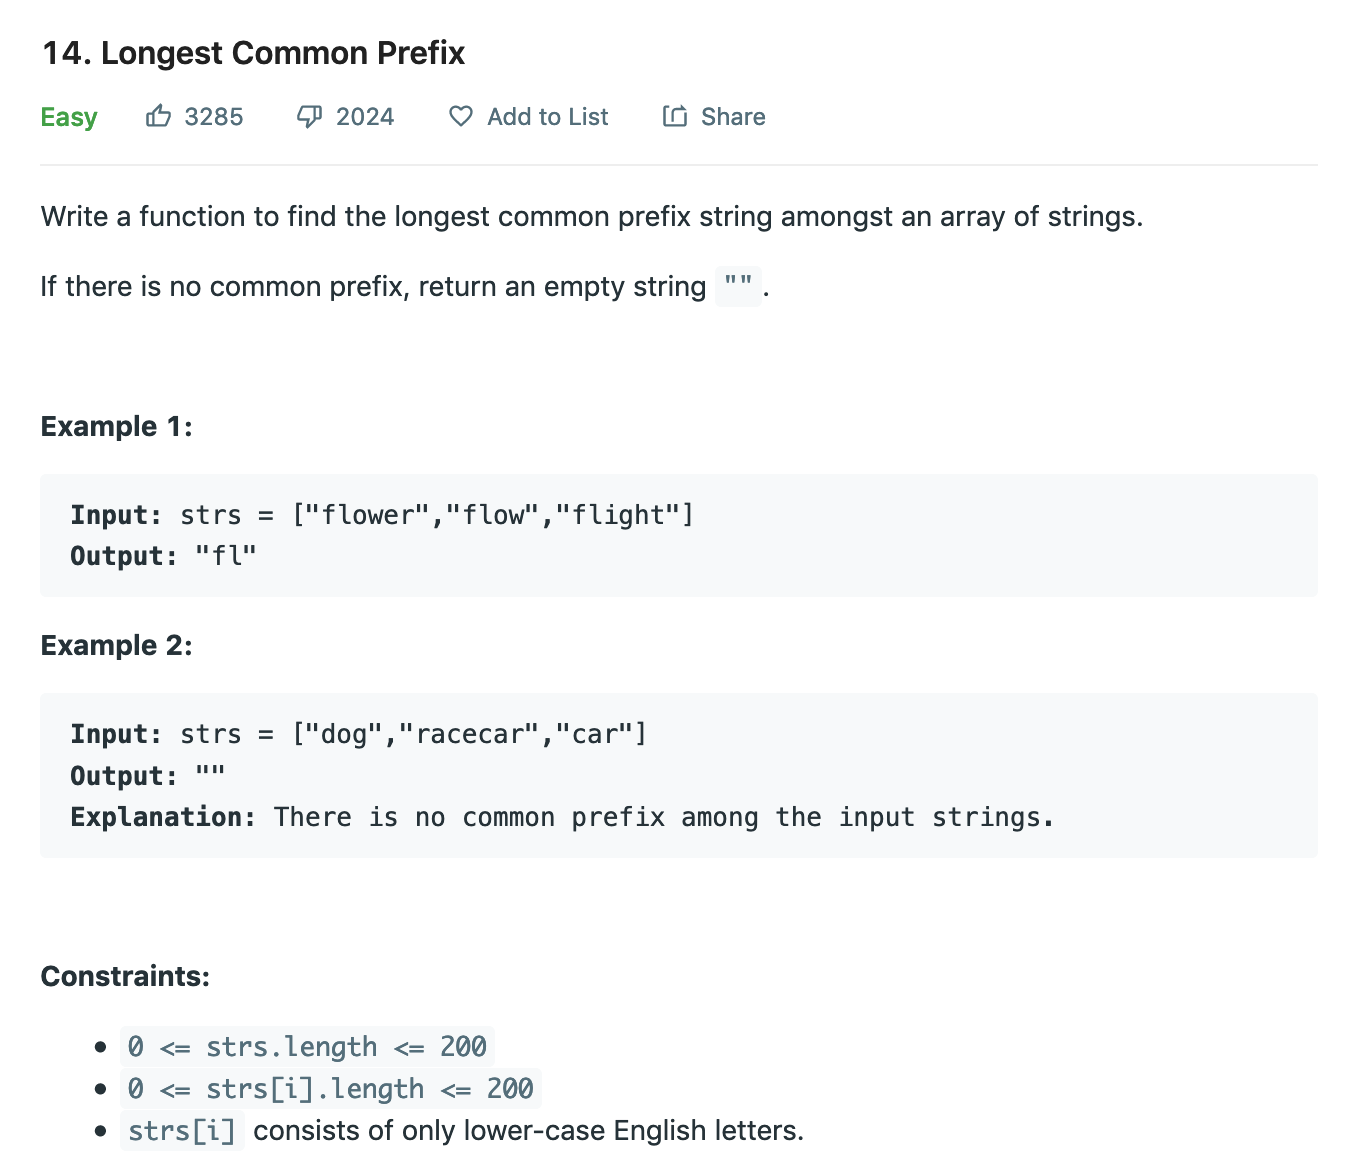 14. Longest Common Prefix
Easy 3285 2024 Add to List Share
Write a function to find the longest common prefix string amongst an array of strings.
If there is no common prefix, return an empty string "".
Example 1:
Input: strs = ["flower","flow","flight"]
Output: "fl"
Example 2:
Input: strs = ["dog","racecar","car"]
Output: ""
Explanation: There is no common prefix among the input strings.
Constraints:
• 0 <= strs.length <= 200
• 0 <= strs[i].length <= 200
• strs[i] consists of only lower-case English letters.